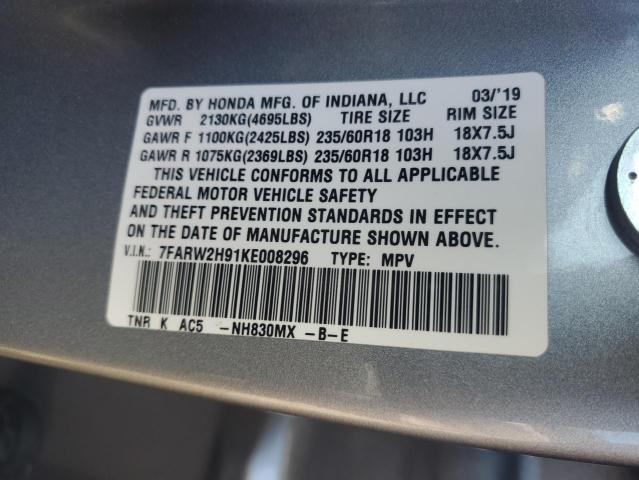 MFD. BY HONDA MFG. OF INDIANA, LLC 03/'19
GVWR 2130KG(4695LBS) TIRE SIZE RIM SIZE
GAWR F 1100KG(2425LBS) 235/60R18 103H 18X7.5J
GAWR R 1075KG(2369LBS) 235/60R18 103H 18X7.5J
THIS VEHICLE CONFORMS TO ALL APPLICABLE
FEDERAL MOTOR VEHICLE SAFETY
AND THEFT PREVENTION STANDARDS IN EFFECT
ON THE DATE OF MANUFACTURE SHOWN ABOVE.
V.I.N.: 7FARW2H91KE008296 TYPE: MPV
TNR K AC5 -NH830MX -B-E